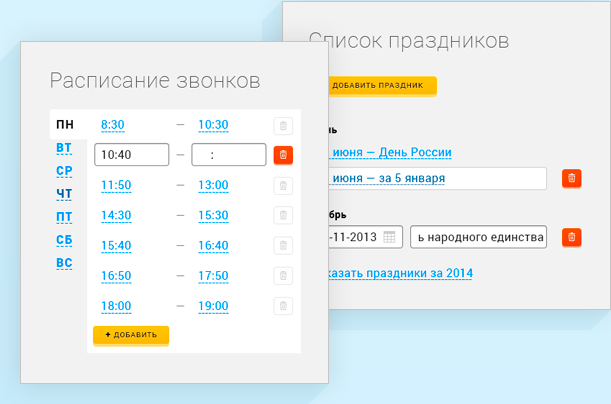 Расписание звонков
ПН
ВТ
СР
ЧТ
ПТ
СБ
ВС
8:30 — 10:30
10:40 — :
11:50 — 13:00
14:30 — 15:30
15:40 — 16:40
16:50 — 17:50
18:00 — 19:00
+ ДОБАВИТЬ
Список праздников
ДОБАВИТЬ ПРАЗДНИК
июня — День России
июня — за 5 января
-11-2013 ь народного единства
казать праздники за 2014